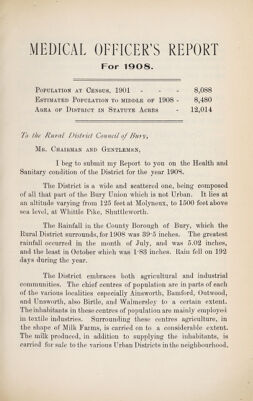 MEDICAL OFFICER'S REPORT
For 1908.
POPULATION AT CENSUS, 1901 - - - 8,088
ESTIMATED POPULATION TO MIDDLE OF 1908 - 8,480
AREA OF DISTRICT IN STATUTE ACRES - 12,014
To the Rural District Council of Bury,
MR. CHAIRMAN AND GENTLEMEN,
I beg to submit my Report to you on the Health and
Sanitary condition of the District for the year 1908.
The District is a wide and scattered one, being composed
of all that part of the Bury Union which is not Urban. It lies at
an altitude varying from 125 feet at Molyneux, to 1500 feet above
sea level, at Whittle Pike, Shuttleworth.
The Rainfall in the County Borough of Bury, which the
Rural District surrounds, for 1908 was 39·5 inches. The greatest
rainfall occurred in the month of July, and was 5.02 inches,
and the least in October which was 1·83 inches. Rain fell on 192
days during the year.
The District embraces both agricultural and industrial
communities. The chief centres of population are in parts of each
of the various localities especially Ainsworth, Bamford, Outwood,
and Unsworth, also Birtle, and Walmersley to a certain extent.
The inhabitants in these centres of population are mainly employed
in textile industries. Surrounding these centres agriculture, in
the shape of Milk Farms, is carried on to a considerable extent.
The milk produced, in addition to supplying the inhabitants, is
carried for sale to the various Urban Districts in the neighbourhood.